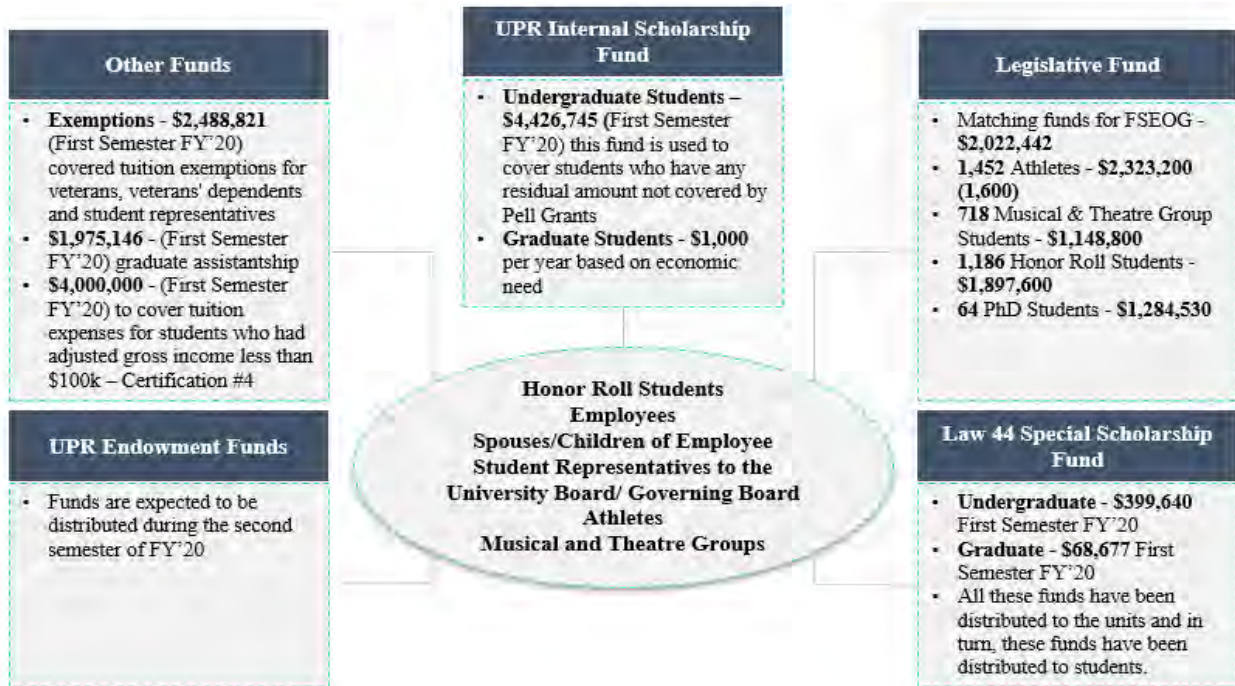 Other Funds
• Exemptions - $2,488,821
(First Semester FY'20)
covered tuition exemptions for
veterans, veterans' dependents
and student representatives
• $1,975,146 - (First Semester
FY'20) graduate assistantship
• $4,000,000 - (First Semester
FY'20) to cover tuition
expenses for students who had
adjusted gross income less than
$100k – Certification #4
UPR Internal Scholarship
Fund
• Undergraduate Students –
$4,426,745 (First Semester
FY'20) this fund is used to
cover students who have any
residual amount not covered by
Pell Grants
• Graduate Students - $1,000
per year based on economic
need
Legislative Fund
• Matching funds for FSEOG -
$2,022,442
• 1,452 Athletes - $2,323,200
(1,600)
• 718 Musical & Theatre Group
Students - $1,148,800
• 1,186 Honor Roll Students -
$1,897,600
• 64 PhD Students - $1,284,530
Honor Roll Students
Employees
Spouses/Children of Employee
Student Representatives to the
University Board/ Governing Board
Athletes
Musical and Theatre Groups
UPR Endowment Funds
• Funds are expected to be
distributed during the second
semester of FY'20
Law 44 Special Scholarship
Fund
• Undergraduate - $399,640
First Semester FY'20
• Graduate - $68,677 First
Semester FY'20
• All these funds have been
distributed to the units and in
turn, these funds have been
distributed to students.